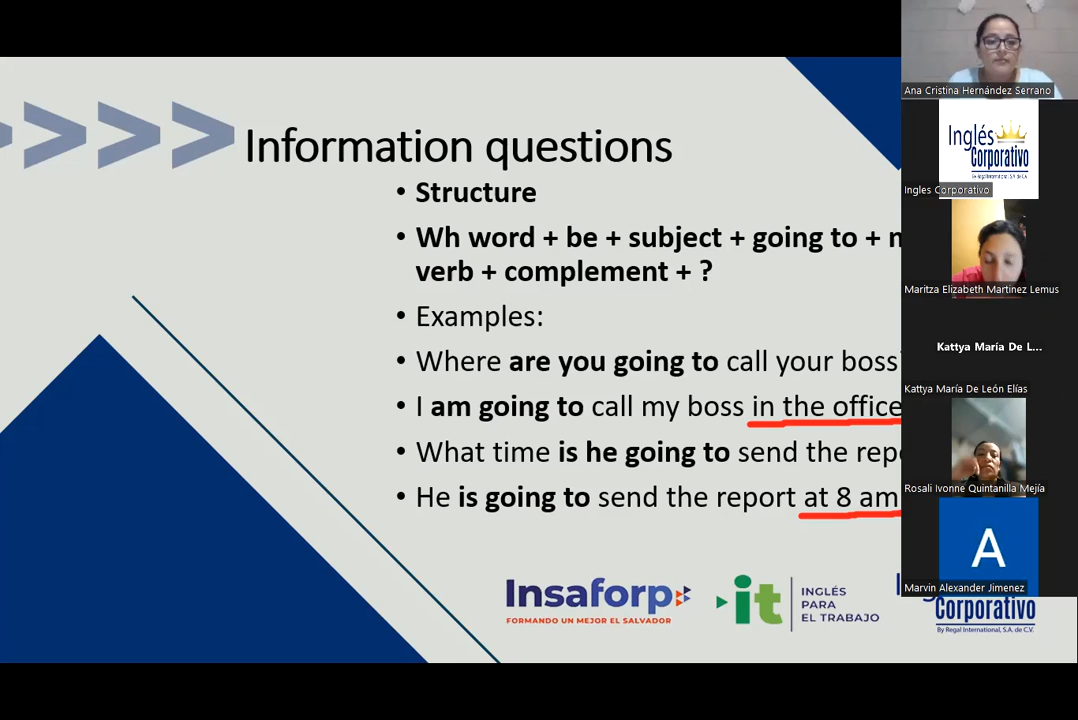 Information questions
• Structure
• Wh word + be + subject + going to +
verb + complement + ?
• Examples:
• Where are you going to call your boss
• I am going to call my boss in the office
• What time is he going to send the
• He is going to send the report at 8 am
Insaforp
FORMANDO UN MEJOR EL SALVADOR
it
INGLÉS
PARA
EL TRABAJO
Corporativo
By Regal International, S.A. de C.V.
Ana Cristina Hernández Serrano
Inglés
Corporativo
By Regal International, S.A. de C.V.
Ingles Corporativo
Maritza Elizabeth Martinez Lemus
Kattya María De L...
Kattya María De León Elías
Rosali Ivonne Quintanilla Mejía
A
Marvin Alexander Jimenez